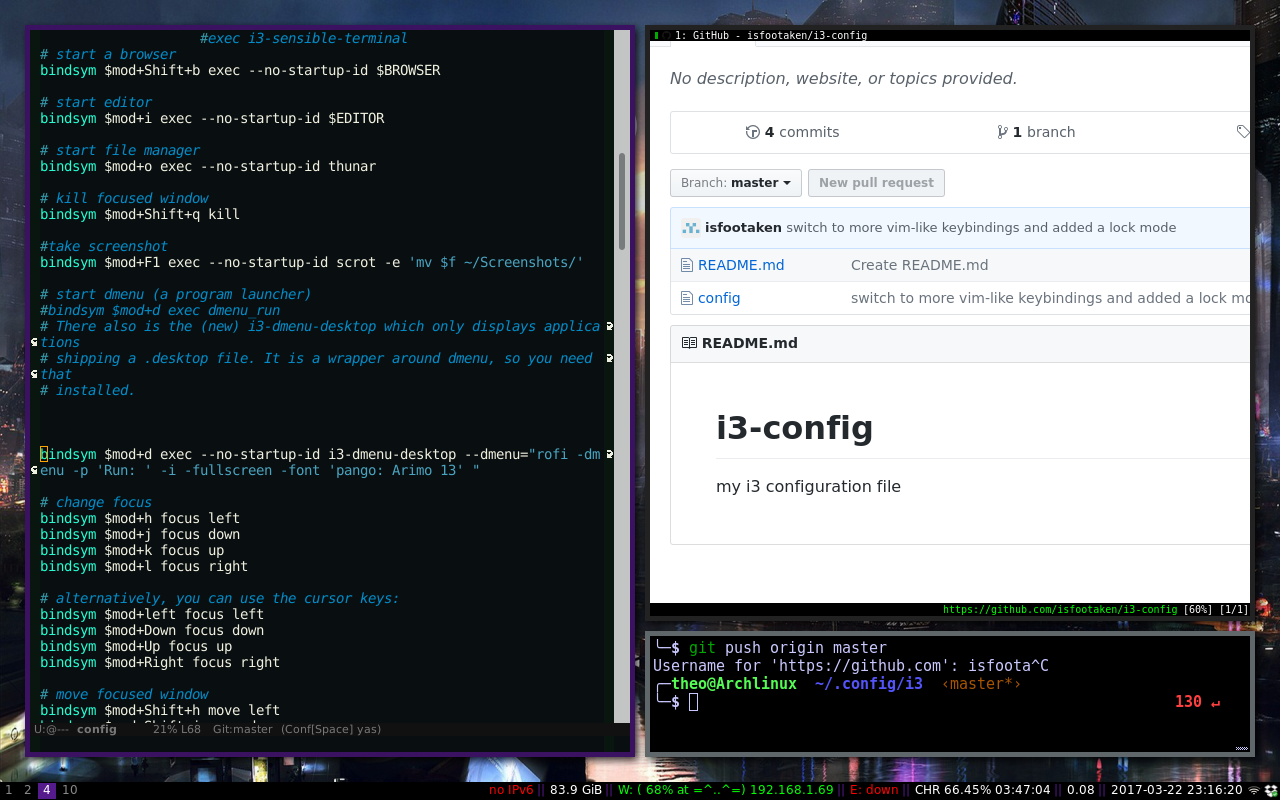 #exec i3-sensible-terminal
# start a browser
bindsym $mod+Shift+b exec --no-startup-id $BROWSER
# start editor
bindsym $mod+i exec --no-startup-id $EDITOR
# start file manager
bindsym $mod+o exec --no-startup-id thunar
# kill focused window
bindsym $mod+Shift+q kill
#take screenshot
bindsym $mod+F1 exec --no-startup-id scrot -e 'mv $f ~/Screenshots/'
# start dmenu (a program launcher)
#bindsym $mod+d exec dmenu_run
# There also is the (new) i3-dmenu-desktop which only displays applica
tions
# shipping a .desktop file. It is a wrapper around dmenu, so you need
that
# installed.
bindsym $mod+d exec --no-startup-id i3-dmenu-desktop --dmenu="rofi -dm
enu -p 'Run: ' -i -fullscreen -font 'pango: Arimo 13' "
# change focus
bindsym $mod+h focus left
bindsym $mod+j focus down
bindsym $mod+k focus up
bindsym $mod+l focus right
# alternatively, you can use the cursor keys:
bindsym $mod+left focus left
bindsym $mod+Down focus down
bindsym $mod+Up focus up
bindsym $mod+Right focus right
# move focused window
bindsym $mod+Shift+h move left
U:@--- config 21% L68 Git:master (Conf[Space] yas)
1: GitHub - isfootaken/i3-config
No description, website, or topics provided.
4 commits 1 branch
Branch: master New pull request
isfootaken switch to more vim-like keybindings and added a lock mode
README.md Create README.md
config switch to more vim-like keybindings and added a lock mo
README.md
i3-config
my i3 configuration file
https://github.com/isfootaken/i3-config [60%] [1/1]
╰─$ git push origin master
Username for 'https://github.com': isfoota^C
╭─theo@Archlinux ~/.config/i3 ‹master*›
╰─$ 130 ↵
1 2 4 10 no IPv6 || 83.9 GiB || W: ( 68% at =^..^=) 192.168.1.69 || E: down || CHR 66.45% 03:47:04 || 0.08 || 2017-03-22 23:16:20